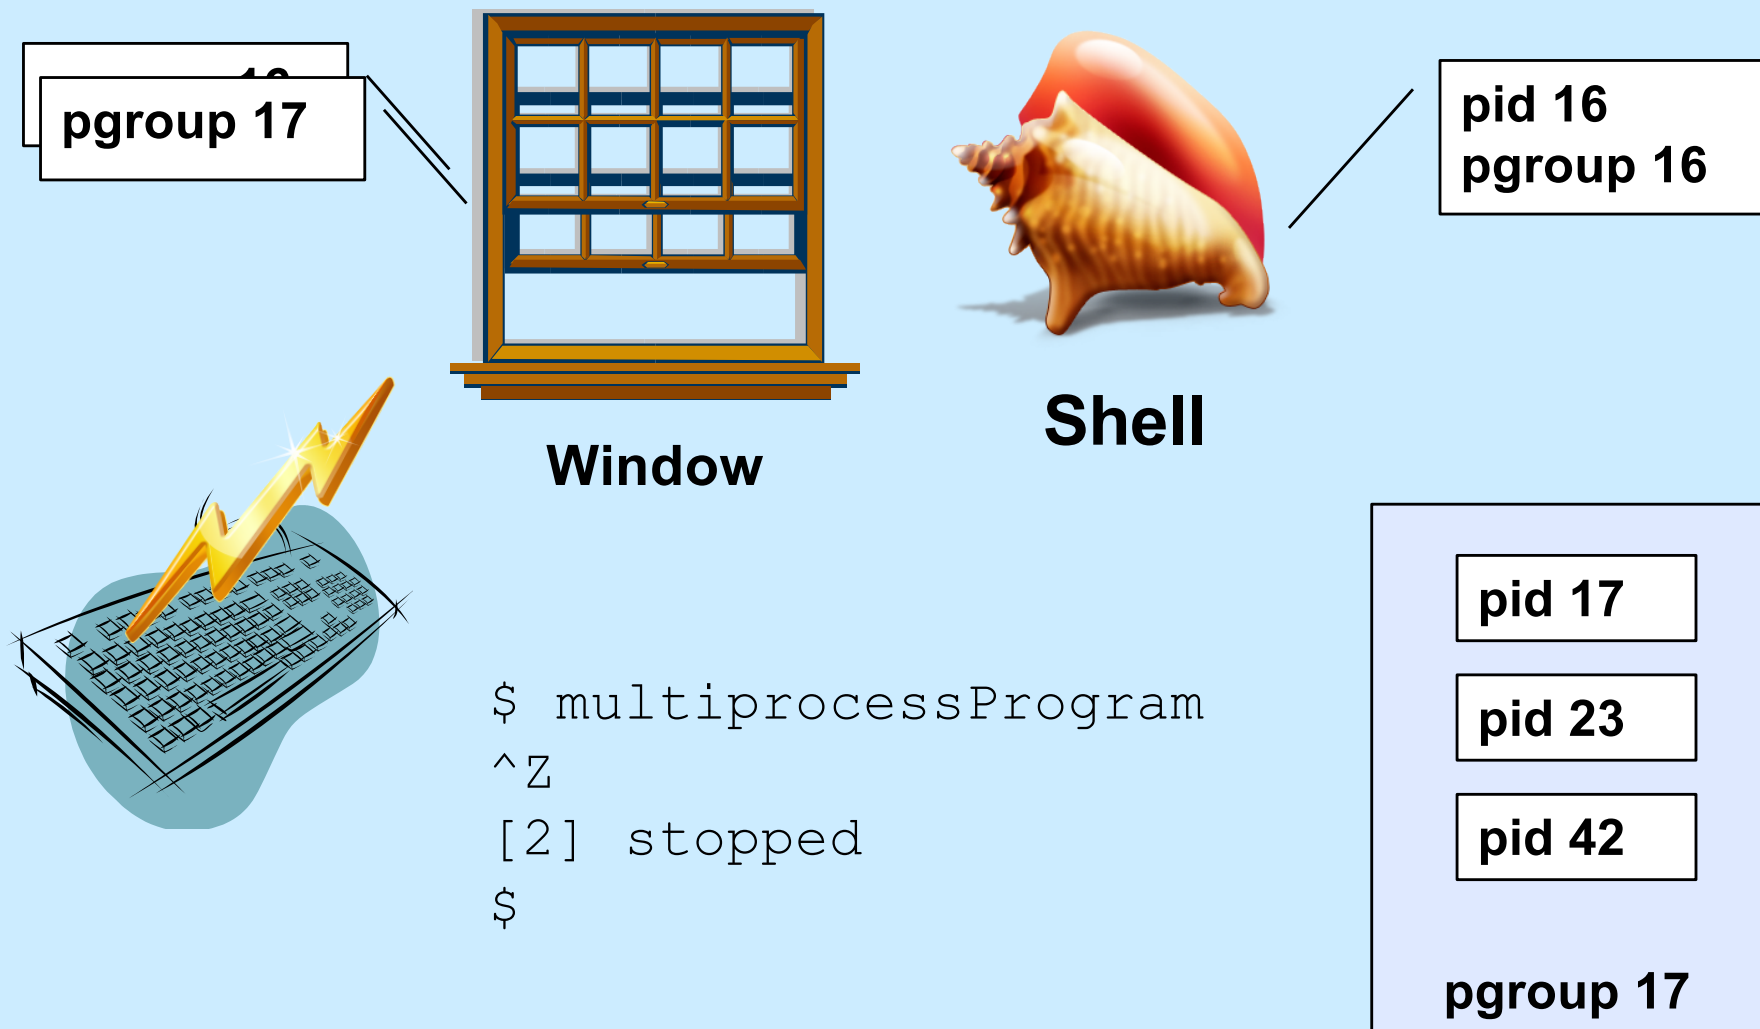 pgroup 17
pid 16
pgroup 16
Window
Shell
$ multiprocessProgram
^Z
[2] stopped
$
pid 17
pid 23
pid 42
pgroup 17